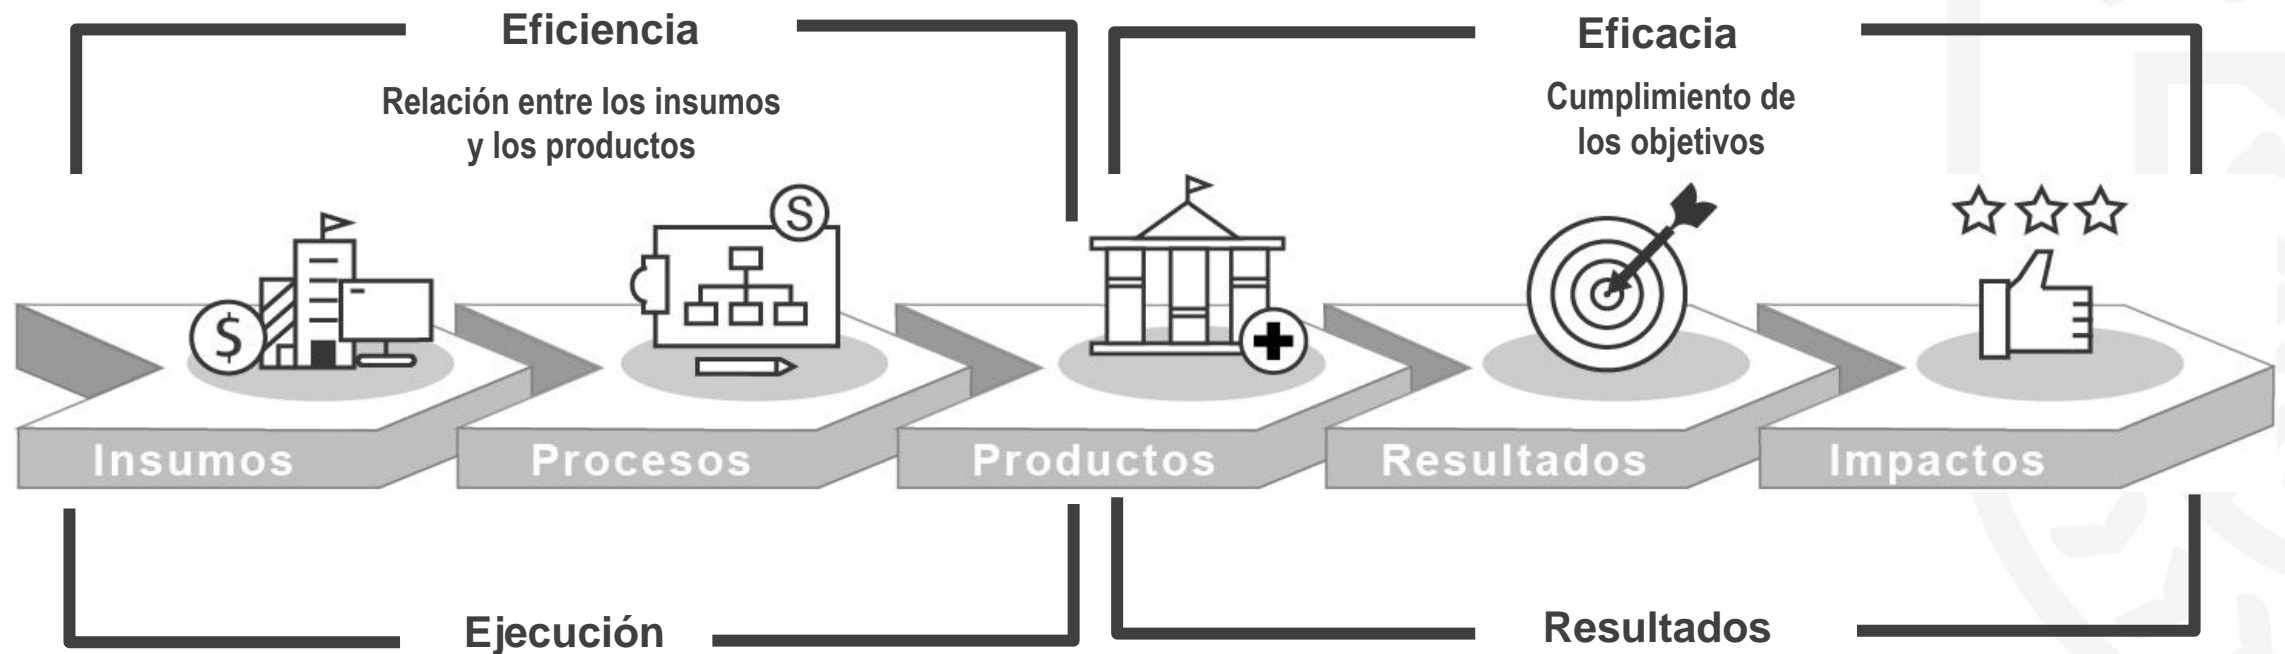 Eficiencia
Relación entre los insumos
y los productos
Eficacia
Cumplimiento de
los objetivos
S
$
Insumos
Procesos
Productos
Resultados
Impactos
Ejecución
Resultados